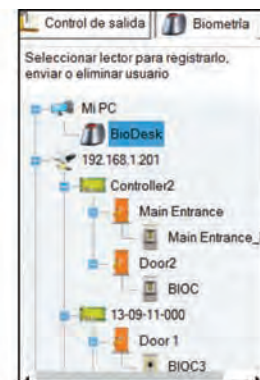 Control de salida
Biometría
Seleccionar lector para registrarlo,
enviar o eliminar usuario
Mi PC
BioDesk
192.168.1.201
Controller2
Main Entrance
Main Entrance_
Door2
BIOC
13-09-11-000
Door 1
BIOC3